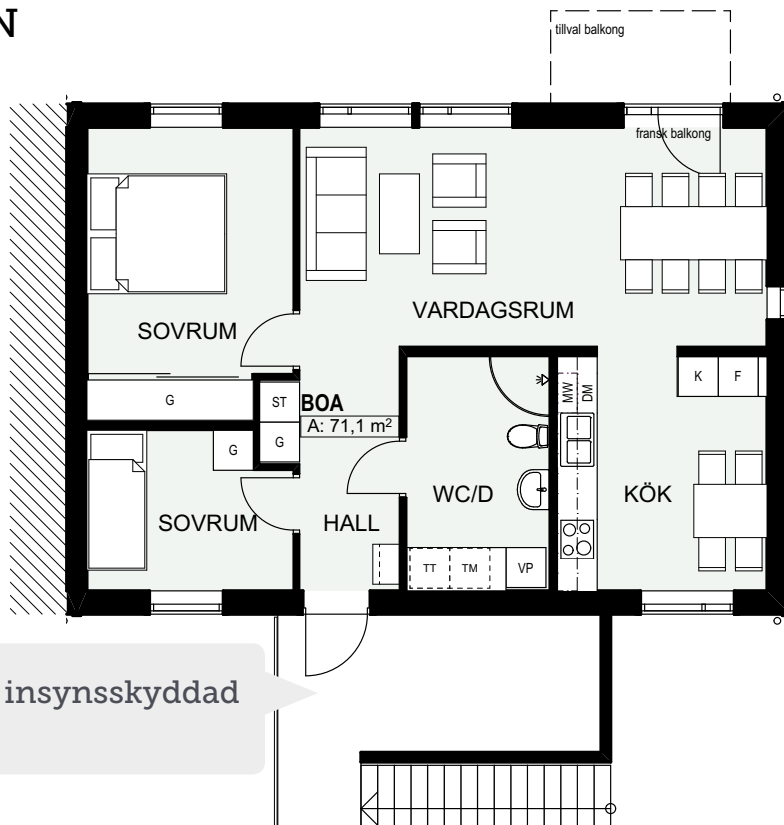 N
tillval balkong
fransk balkong
VARDAGSRUM
SOVRUM
G
ST
BOA
A: 71,1 m²
G
G
MW
DM
K
F
SOVRUM
HALL
WC/D
KÖK
TT
TM
VP
insynsskyddad